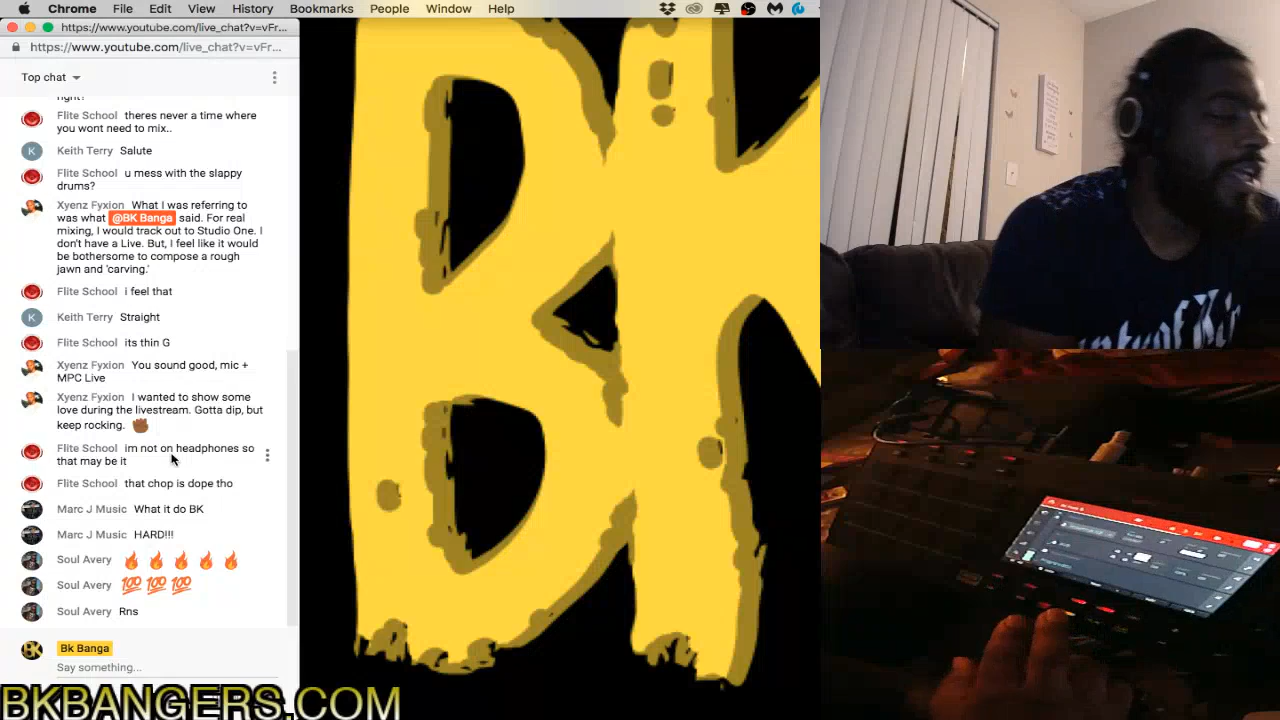 Chrome File Edit View History Bookmarks People Window Help
https://www.youtube.com/live_chat?v=vFr...
https://www.youtube.com/live_chat?v=vFr...
Top chat
right?
Flite School theres never a time where
you wont need to mix..
Keith Terry Salute
Flite School u mess with the slappy
drums?
Xyenz Fyxion What I was referring to
was what @BK Banga said. For real
mixing, I would track out to Studio One. I
don't have a Live. But, I feel like it would
be bothersome to compose a rough
jawn and 'carving.'
Flite School i feel that
Keith Terry Straight
Flite School its thin G
Xyenz Fyxion You sound good, mic +
MPC Live
Xyenz Fyxion I wanted to show some
love during the livestream. Gotta dip, but
keep rocking.
Flite School im not on headphones so
that may be it
Flite School that chop is dope tho
Marc J Music What it do BK
Marc J Music HARD!!!
Soul Avery 🔥 🔥 🔥 🔥 🔥
Soul Avery 💯 💯 💯
Soul Avery Rns
Bk Banga
Say something...
BKBANGERS.COM
BK